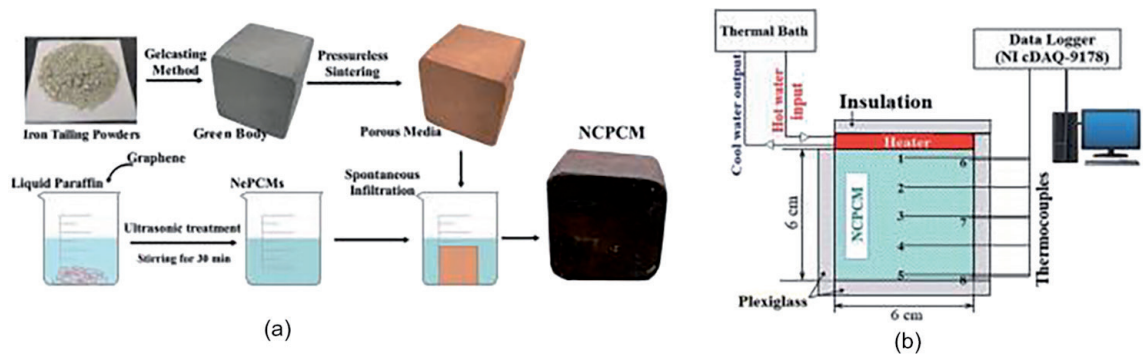 Gelcasting
Method
Pressureless
Sintering
Iron Tailing Powders
Green Body
Porous Media
NCPCM
Graphene
Liquid Paraffin
NePCMs
Spontaneous
Infiltration
Ultrasonic treatment
Stirring for 30 min
(a)
Thermal Bath
Data Logger
(NI cDAQ-9178)
Cool water output
Hot water
input
Insulation
Heater
1
6
2
3
7
4
5
8
NCPCM
6 cm
Thermocouples
Plexiglass
6 cm
(b)